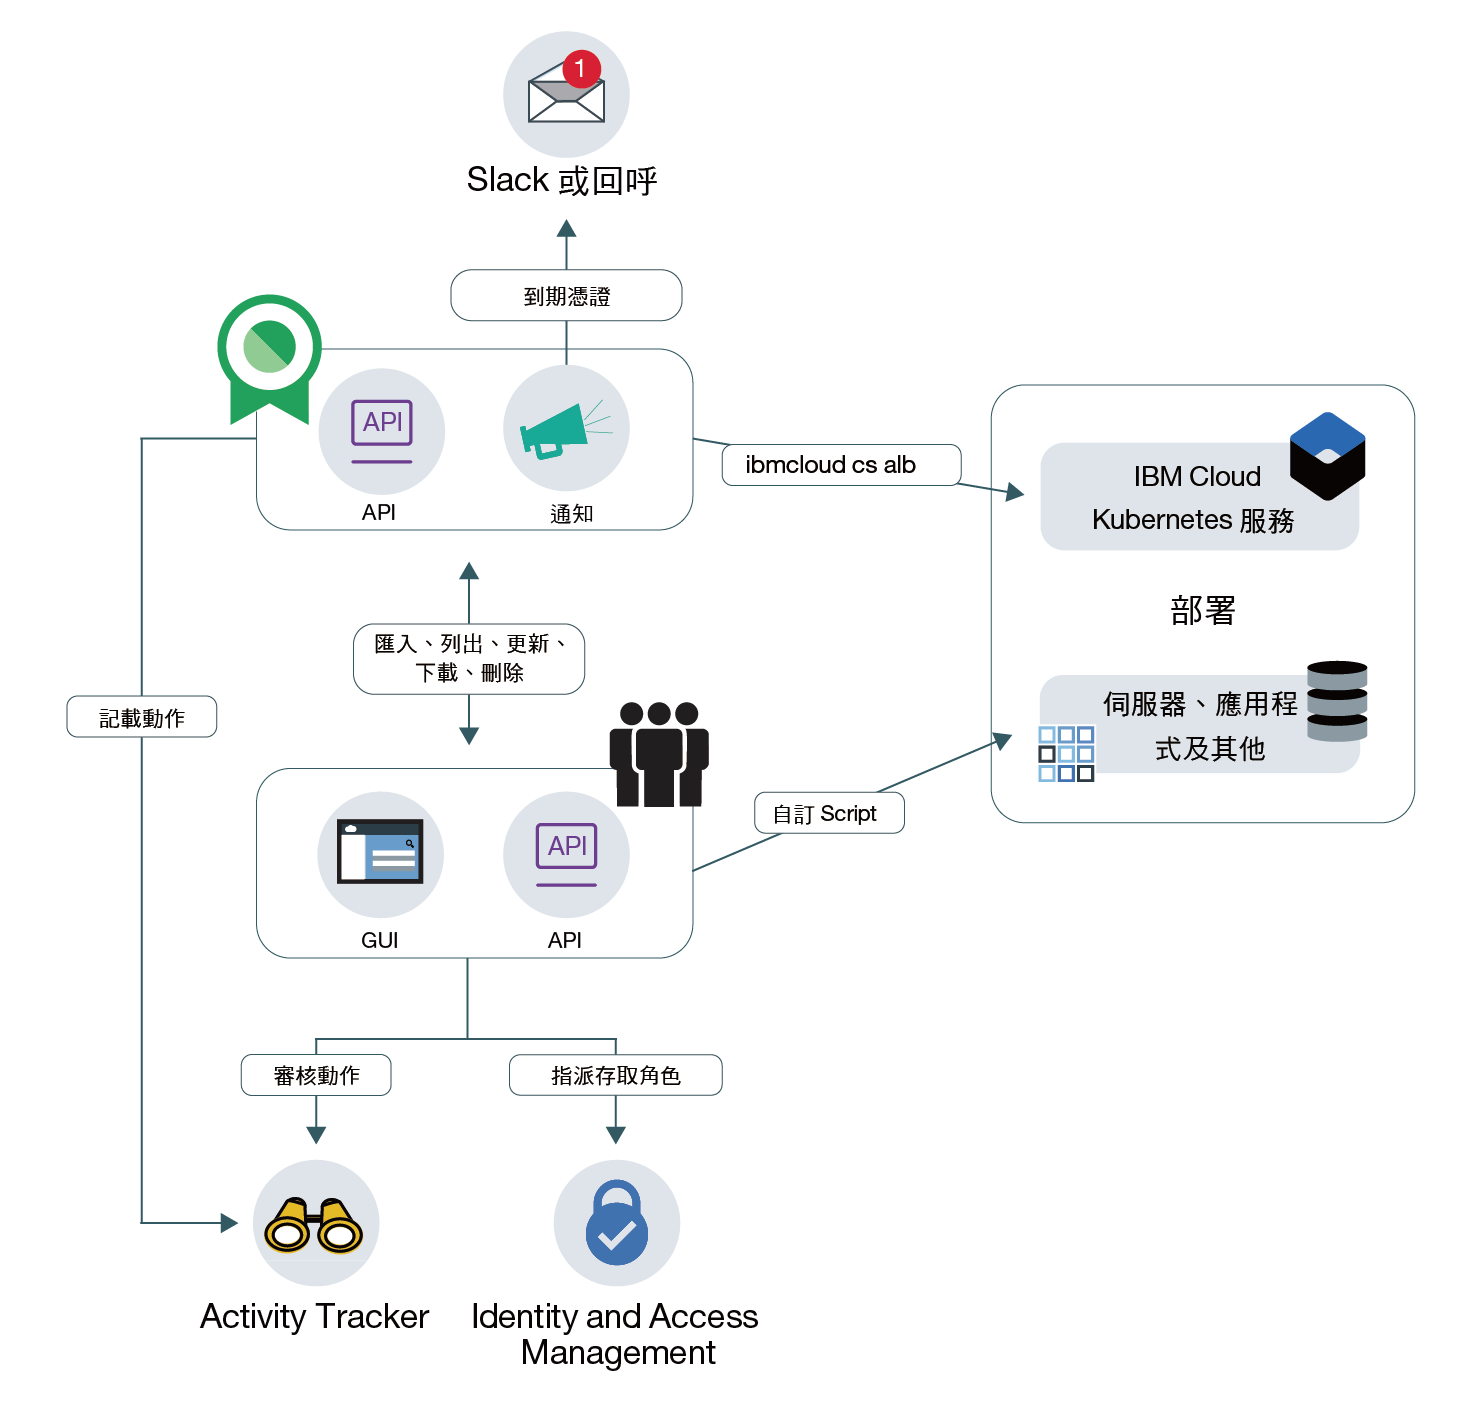 1
Slack 或回呼
到期憑證
API
API
通知
ibmcloud cs alb
IBM Cloud
Kubernetes 服務
部署
伺服器、應用程
式及其他
匯入、列出、更新、
下載、刪除
記載動作
自訂 Script
API
GUI
API
審核動作
指派存取角色
Activity Tracker
Identity and Access
Management